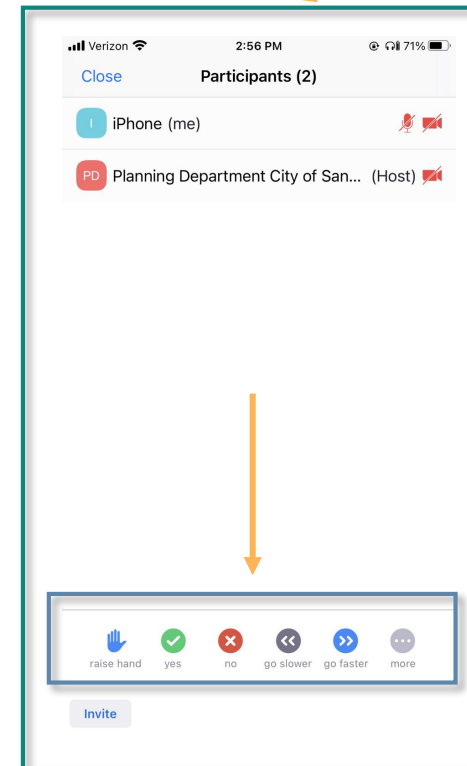 Verizon 2:56 PM 71%
Close Participants (2)
I iPhone (me)
PD Planning Department City of San... (Host)
raise hand yes no go slower go faster more
Invite